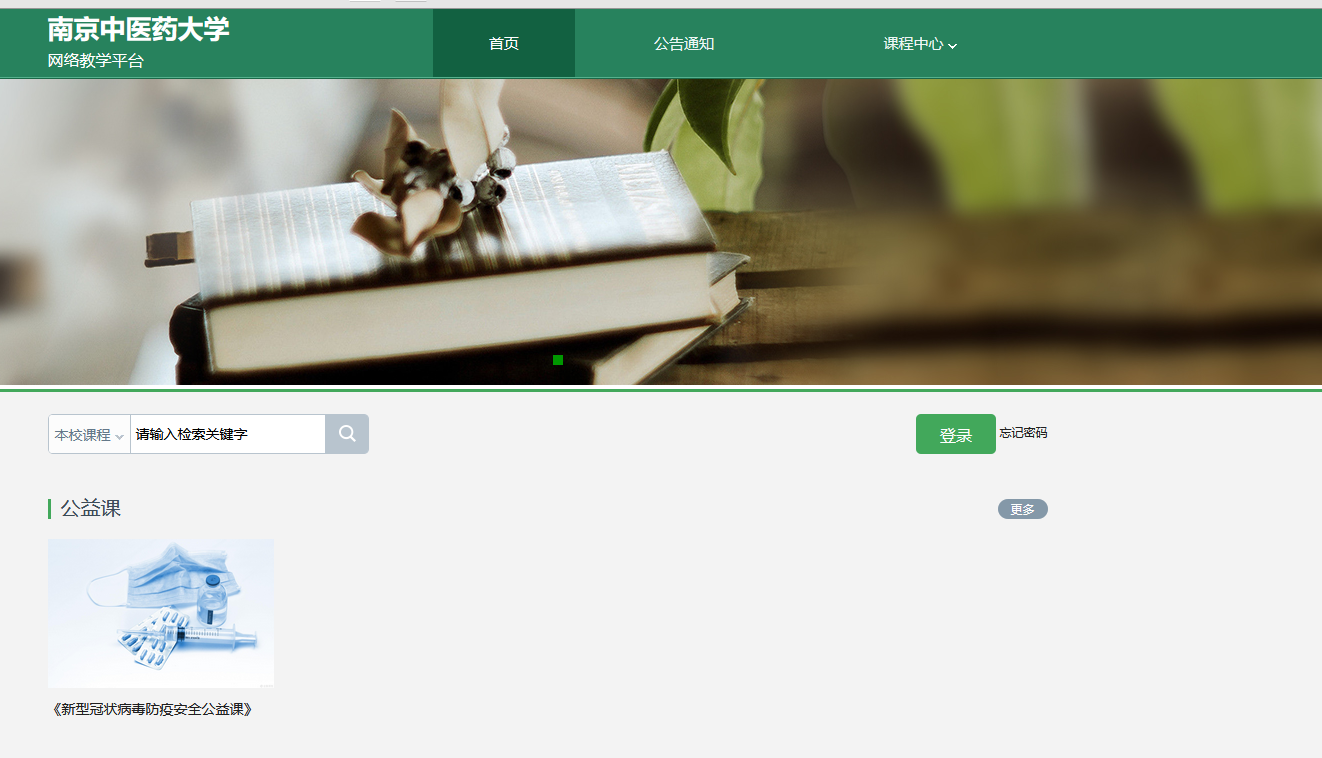 南京中医药大学
网络教学平台
首页
公告通知
课程中心
本校课程
请输入检索关键字
登录
忘记密码
公益课
更多
《新型冠状病毒防疫安全公益课》